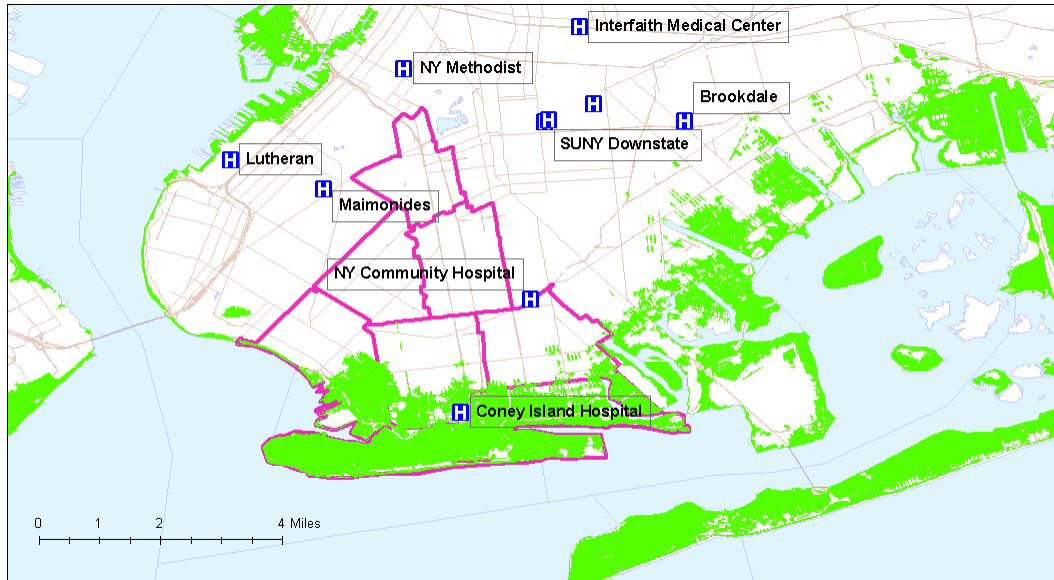 Interfaith Medical Center
H
NY Methodist
H
Brookdale
H
H
H
SUNY Downstate
H
Lutheran
H
Maimonides
NY Community Hospital
H
H
Coney Island Hospital
0 1 2 4 Miles